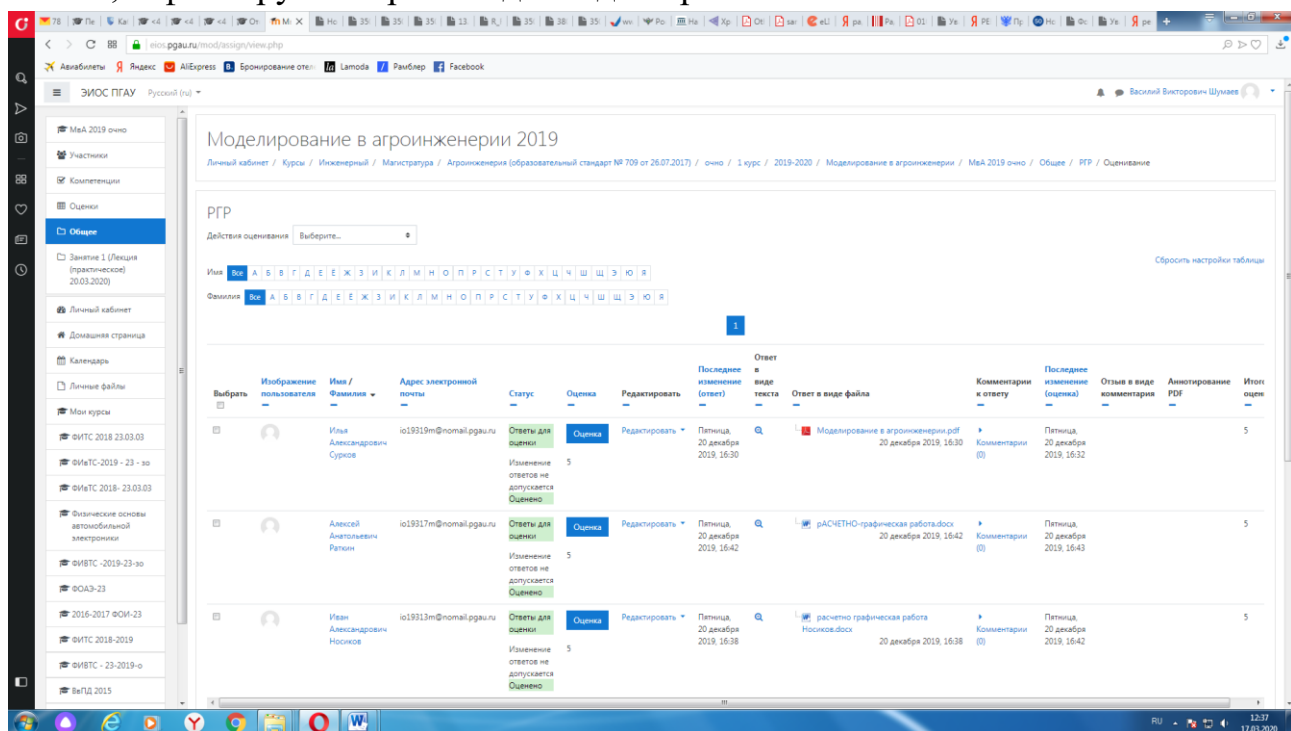 eios.pgau.ru/mod/assign/view.php
Авиабилеты Яндекс AliExpress Бронирование отел Lamoda Рамблер Facebook
ЭИОС ПГАУ Русский (ru)
Василий Викторович Шумаев
МвА 2019 очно
Участники
Компетенции
Оценки
Общее
Занятие 1 (Лекция
(практическое)
20.03.2020)
Личный кабинет
Домашняя страница
Календарь
Личные файлы
Мои курсы
ФИТС 2018 23.03.03
ФИвТС-2019 - 23 - зо
ФИвТС 2018- 23.03.03
Физические основы
автомобильной
электроники
ФИВТС -2019-23-зо
ФОАЭ-23
2016-2017 ФОИ-23
ФИТС 2018-2019
ФИВТС - 23-2019-о
ВвПД 2015
Моделирование в агроинженерии 2019
Личный кабинет / Курсы / Инженерный / Магистратура / Агроинженерия (образовательный стандарт № 709 от 26.07.2017) / очно / 1 курс / 2019-2020 / Моделирование в агроинженерии / МвА 2019 очно / Общее / РГР / Оценивание
РГР
Действия оценивания Выберите...
Сбросить настройки таблицы
Имя Все А Б В Г Д Е Ё Ж З И К Л М Н О П Р С Т У Ф Х Ц Ч Ш Щ Э Ю Я
Фамилия Все А Б В Г Д Е Ё Ж З И К Л М Н О П Р С Т У Ф Х Ц Ч Ш Щ Э Ю Я
1
Выбрать
Изображение
пользователя
Имя /
Фамилия
Адрес электронной
почты
Статус
Оценка
Редактировать
Последнее
изменение
(ответ)
Ответ
в
виде
текста
Ответ в виде файла
Комментарии
к ответу
Последнее
изменение
(оценка)
Отзыв в виде
комментария
Аннотирование
PDF
Итого
оцен
Илья
Александрович
Сурков
io19319m@nomail.pgau.ru
Ответы для
оценки
Изменение
ответов не
допускается
Оценено
Оценка
5
Редактировать
Пятница,
20 декабря
2019, 16:30
Моделирование в агроинженерии.pdf
20 декабря 2019, 16:30
Комментарии
(0)
Пятница,
20 декабря
2019, 16:32
5
Алексей
Анатольевич
Раткин
io19317m@nomail.pgau.ru
Ответы для
оценки
Изменение
ответов не
допускается
Оценено
Оценка
5
Редактировать
Пятница,
20 декабря
2019, 16:42
рАСЧЕТНО-графическая работа.docx
20 декабря 2019, 16:42
Комментарии
(0)
Пятница,
20 декабря
2019, 16:43
5
Иван
Александрович
Носиков
io19313m@nomail.pgau.ru
Ответы для
оценки
Изменение
ответов не
допускается
Оценено
Оценка
5
Редактировать
Пятница,
20 декабря
2019, 16:38
расчетно графическая работа
Носиков.docx
20 декабря 2019, 16:38
Комментарии
(0)
Пятница,
20 декабря
2019, 16:42
5
RU
12:37
17.03.2020